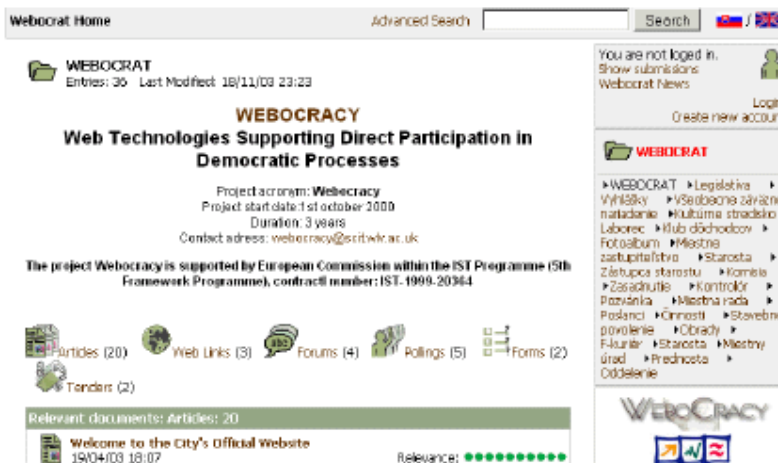 Webocrat Home
Advanced Search
Search
/
WEBOCRAT
Entries: 36 Last Modified: 18/11/03 23:23
WEBOCRACY
Web Technologies Supporting Direct Participation in
Democratic Processes
Project acronym: Webocracy
Project start date:1st october 2000
Duration: 3 years
Contact adress: webocracy@scitwlv.ac.uk
The project Webocracy is supported by European Commission within the IST Programme (5th
Framework Programme), contractl number: IST-1999-20364
Articles (20)
Web Links (3)
Forums (4)
Pollings (5)
Forms (2)
Tenders (2)
Relevant documents: Articles: 20
Welcome to the City's Official Website
19/04/03 18:07
Relevance:
You are not loged in.
Show submissions
Webocrat News
Login
Create new accoun
WEBOCRAT
WEBOCRAT Legislatíva
Vyhlášky Všeobecne záväzné
nariadenie Kultúrne stredisko
Laborec Klub dôchodcov
Fotoalbum Miestne
zastupiteľstvo Starosta
Zástupca starostu Komisia
Zasadnutie Kontrolór
Pozvánka Miestna rada
Poslanci Činnosti Stavebné
povolenie Obrady
F-kuriér Starosta Miestny
úrad Prednosta
Oddelenie
WEBOCRACY